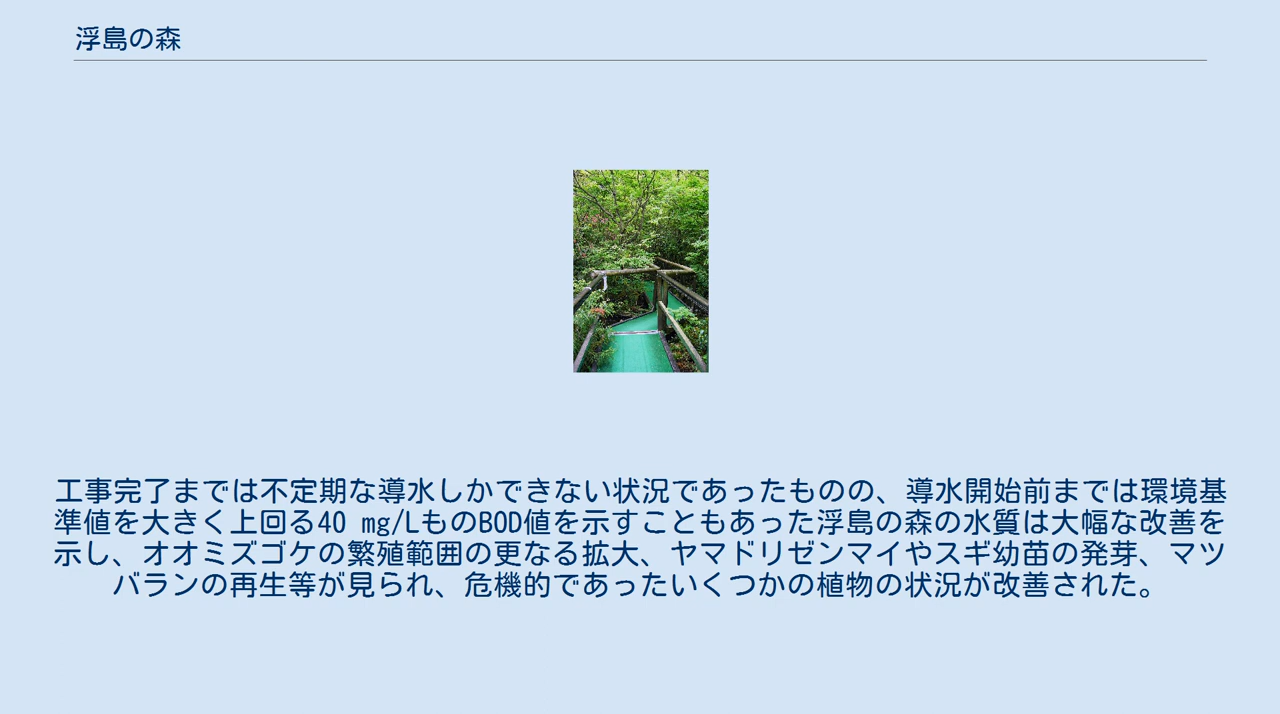 浮島の森
工事完了までは不定期な導水しかできない状況であったものの、導水開始前までは環境基
準値を大きく上回る40 mg/LものBOD値を示すこともあった浮島の森の水質は大幅な改善を
示し、オオミズゴケの繁殖範囲の更なる拡大、ヤマドリゼンマイやスギ幼苗の発芽、マツ
バランの再生等が見られ、危機的であったいくつかの植物の状況が改善された。